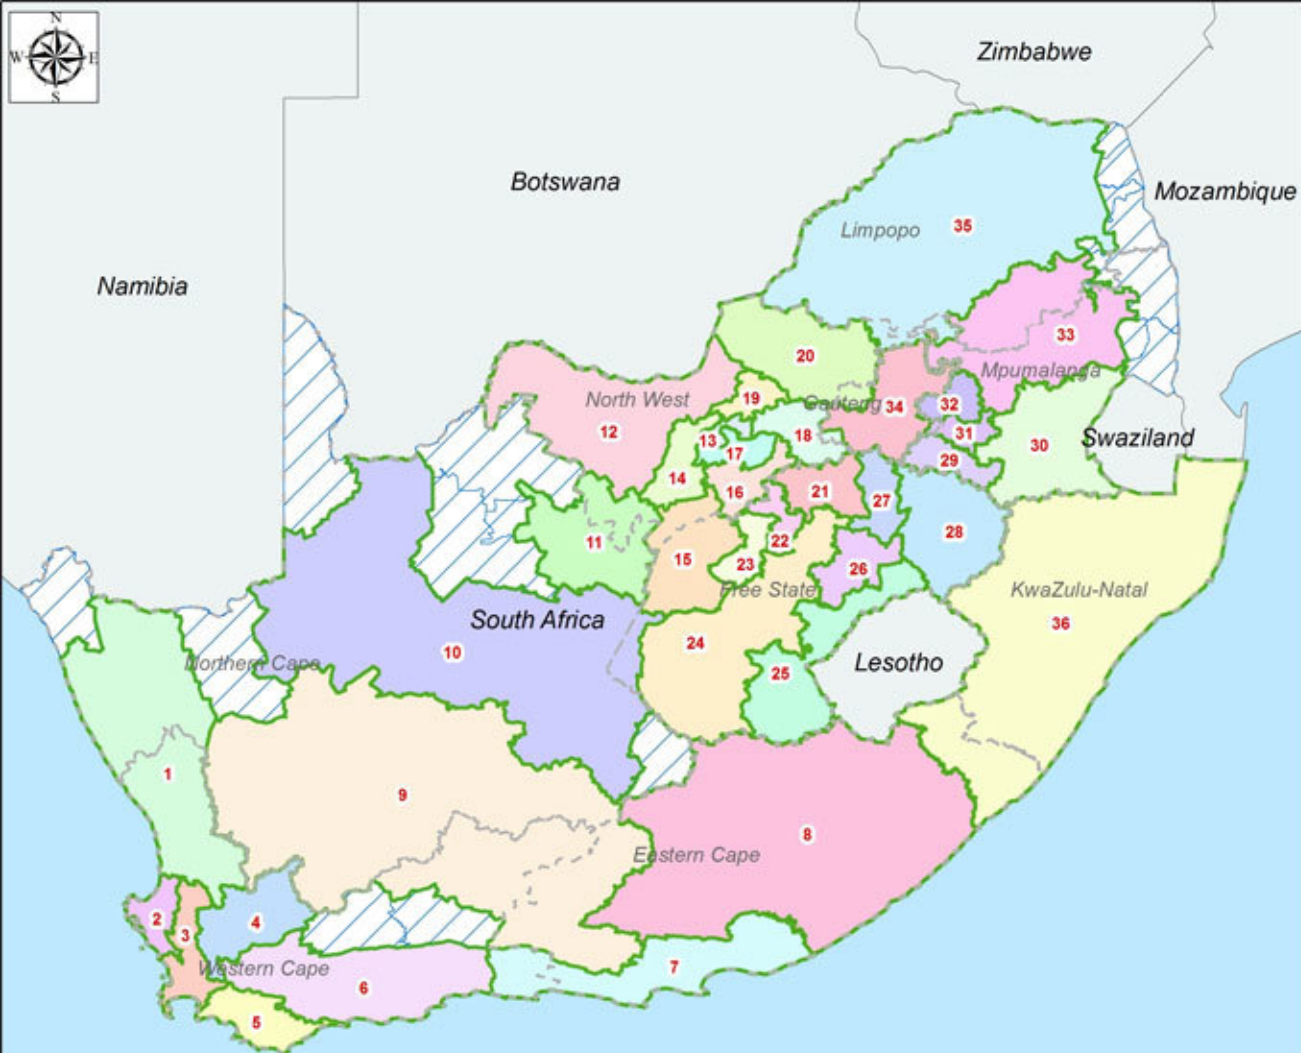 N
W E
S
Zimbabwe
Botswana
Mozambique
Limpopo
35
Namibia
33
20
Mpumalanga
North West
19
Gauteng
34
32
12
13
18
31
Swaziland
17
30
29
14
16
21
27
11
22
28
15
23
26
Free State
KwaZulu-Natal
South Africa
36
24
10
Northern Cape
Lesotho
25
1
9
8
Eastern Cape
2
4
3
Western Cape
7
6
5